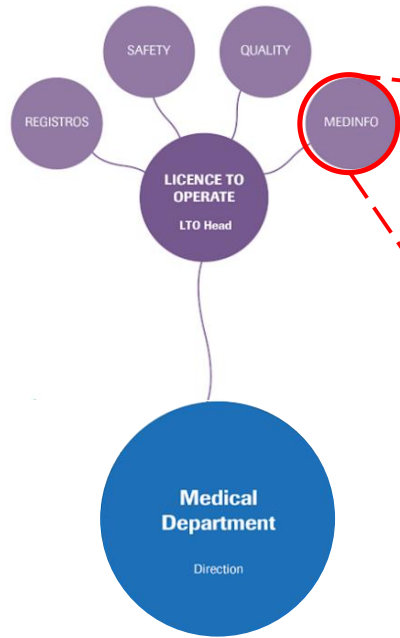 SAFETY
QUALITY
REGISTROS
MEDINFO
LICENCE TO
OPERATE
LTO Head
Medical
Department
Direction